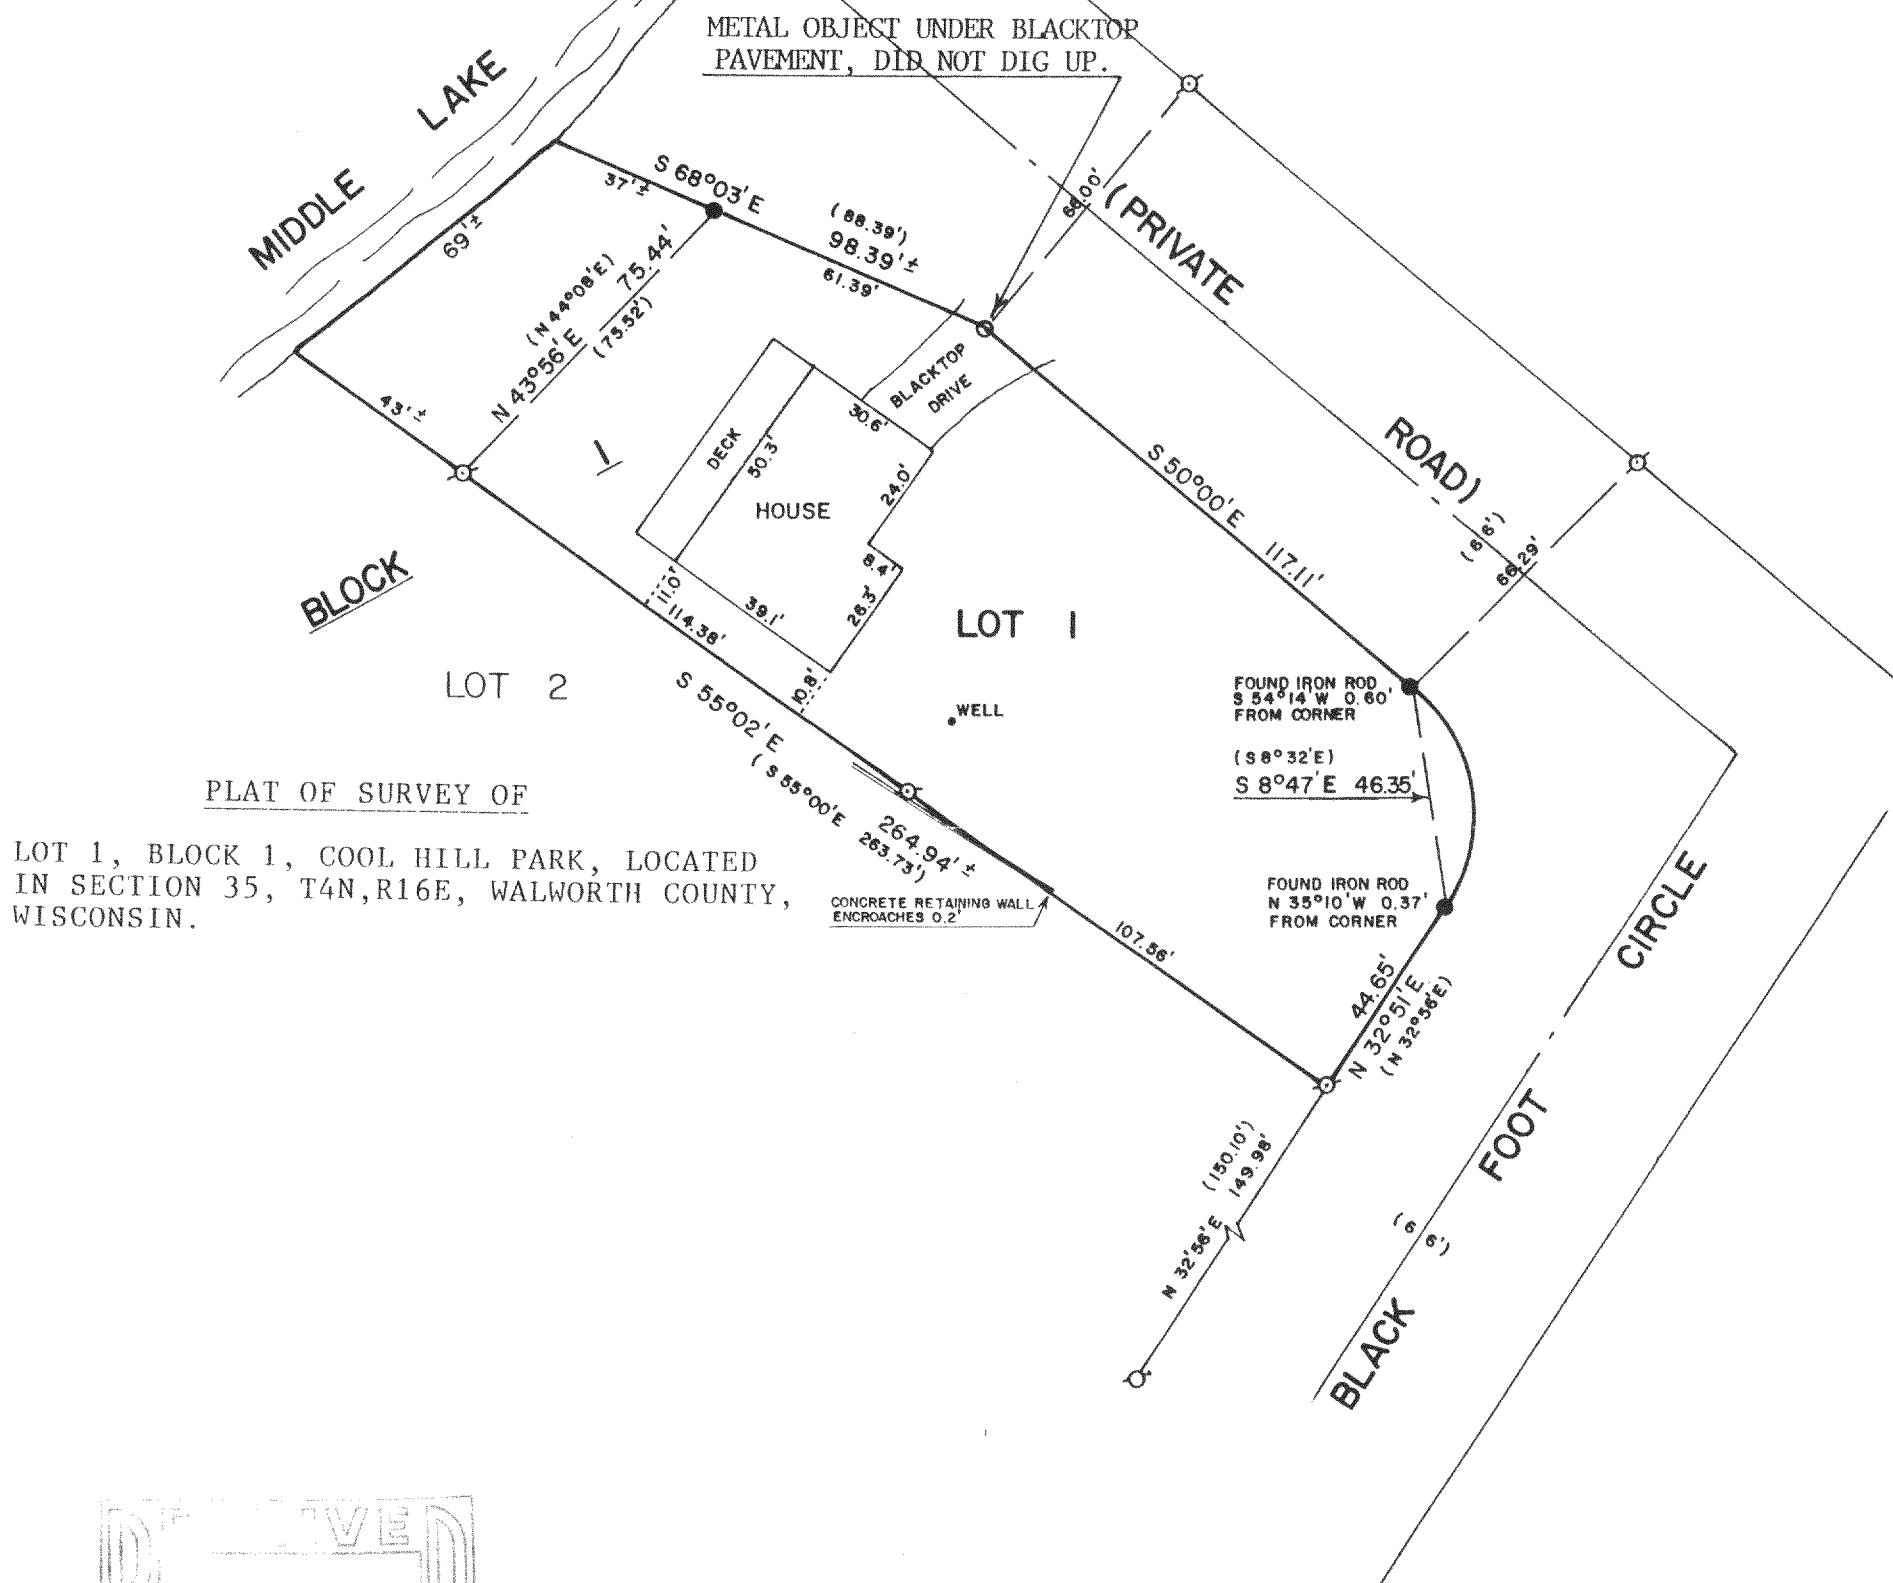 METAL OBJECT UNDER BLACKTOP
PAVEMENT, DID NOT DIG UP.
MIDDLE LAKE
69'±
37'±
S 68°03'E
(88.39')
98.39'±
61.39'
66.00'
(PRIVATE
ROAD)
(66')
66.29'
(N 44°08'E)
N 43°56'E 75.44'
(75.52')
43'±
1
BLOCK
DECK
50.3'
30.6'
BLACKTOP
DRIVE
24.0'
HOUSE
8.4'
26.3'
39.1'
11.0'
10.8'
114.38'
S 50°00'E 117.11'
LOT 1
LOT 2
WELL
S 55°02'E 264.94'±
(S 55°00'E 263.73')
107.56'
CONCRETE RETAINING WALL
ENCROACHES 0.2'
FOUND IRON ROD
S 54°14'W 0.60'
FROM CORNER
(S 8°32'E)
S 8°47'E 46.35'
FOUND IRON ROD
N 35°10'W 0.37'
FROM CORNER
44.65'
N 32°51'E
(N 32°56'E)
(150.10')
N 32°56'E 149.98'
BLACK FOOT CIRCLE
(66')
PLAT OF SURVEY OF
LOT 1, BLOCK 1, COOL HILL PARK, LOCATED
IN SECTION 35, T4N,R16E, WALWORTH COUNTY,
WISCONSIN.